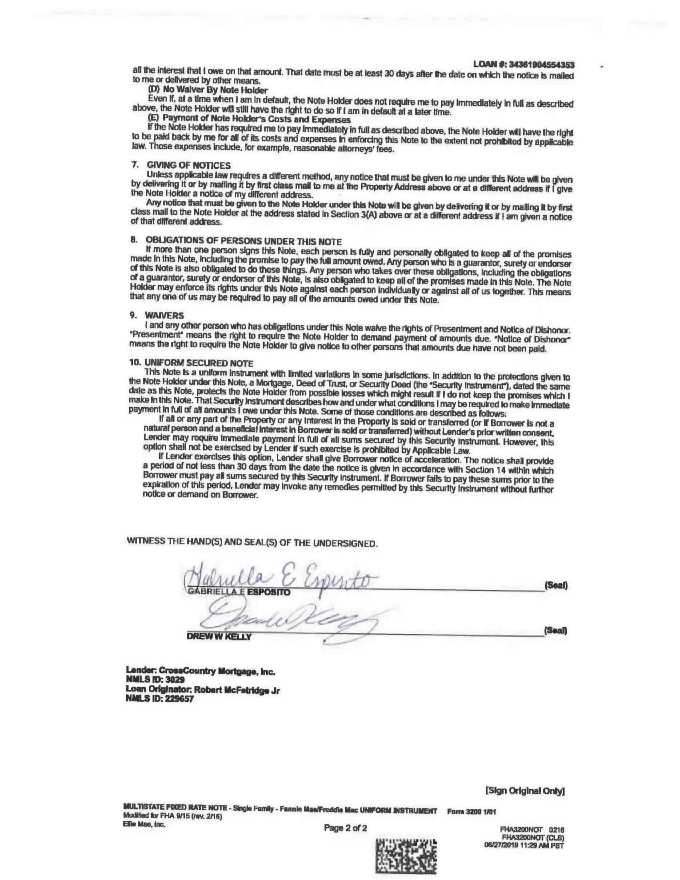 LOAN #: 34361904554353
all the interest that I owe on that amount. That date must be at least 30 days after the date on which the notice is mailed
to me or delivered by other means.
(D) No Waiver By Note Holder
Even if, at a time when I am in default, the Note Holder does not require me to pay immediately in full as described
above, the Note Holder will still have the right to do so if I am in default at a later time.
(E) Payment of Note Holder's Costs and Expenses
If the Note Holder has required me to pay immediately in full as described above, the Note Holder will have the right
to be paid back by me for all of its costs and expenses in enforcing this Note to the extent not prohibited by applicable
law. Those expenses include, for example, reasonable attorneys' fees.
7. GIVING OF NOTICES
Unless applicable law requires a different method, any notice that must be given to me under this Note will be given
by delivering it or by mailing it by first class mail to me at the Property Address above or at a different address if I give
the Note Holder a notice of my different address.
Any notice that must be given to the Note Holder under this Note will be given by delivering it or by mailing it by first
class mail to the Note Holder at the address stated in Section 3(A) above or at a different address if I am given a notice
of that different address.
8. OBLIGATIONS OF PERSONS UNDER THIS NOTE
If more than one person signs this Note, each person is fully and personally obligated to keep all of the promises
made in this Note, including the promise to pay the full amount owed. Any person who is a guarantor, surety or endorser
of this Note is also obligated to do these things. Any person who takes over these obligations, including the obligations
of a guarantor, surety or endorser of this Note, is also obligated to keep all of the promises made in this Note. The Note
Holder may enforce its rights under this Note against each person individually or against all of us together. This means
that any one of us may be required to pay all of the amounts owed under this Note.
9. WAIVERS
I and any other person who has obligations under this Note waive the rights of Presentment and Notice of Dishonor.
"Presentment" means the right to require the Note Holder to demand payment of amounts due. "Notice of Dishonor"
means the right to require the Note Holder to give notice to other persons that amounts due have not been paid.
10. UNIFORM SECURED NOTE
This Note is a uniform instrument with limited variations in some jurisdictions. In addition to the protections given to
the Note Holder under this Note, a Mortgage, Deed of Trust, or Security Deed (the "Security Instrument"), dated the same
date as this Note, protects the Note Holder from possible losses which might result if I do not keep the promises which I
make in this Note. That Security Instrument describes how and under what conditions I may be required to make immediate
payment in full of all amounts I owe under this Note. Some of those conditions are described as follows:
If all or any part of the Property or any Interest in the Property is sold or transferred (or if Borrower is not a
natural person and a beneficial interest in Borrower is sold or transferred) without Lender's prior written consent,
Lender may require immediate payment in full of all sums secured by this Security Instrument. However, this
option shall not be exercised by Lender if such exercise is prohibited by Applicable Law.
If Lender exercises this option, Lender shall give Borrower notice of acceleration. The notice shall provide
a period of not less than 30 days from the date the notice is given in accordance with Section 14 within which
Borrower must pay all sums secured by this Security Instrument. If Borrower fails to pay these sums prior to the
expiration of this period, Lender may invoke any remedies permitted by this Security Instrument without further
notice or demand on Borrower.
WITNESS THE HAND(S) AND SEAL(S) OF THE UNDERSIGNED.
Gabriella E Esposito
GABRIELLA E ESPOSITO (Seal)
DREW W KELLY (Seal)
Lender: CrossCountry Mortgage, Inc.
NMLS ID: 3029
Loan Originator: Robert McFetridge Jr
NMLS ID: 229657
[Sign Original Only]
MULTISTATE FIXED RATE NOTE - Single Family - Fannie Mae/Freddie Mac UNIFORM INSTRUMENT Form 3200 1/01
Modified for FHA 9/15 (rev. 2/16)
Ellie Mae, Inc.
Page 2 of 2
FHA3200NOT 0216
FHA3200NOT (CLS)
06/27/2019 11:29 AM PST